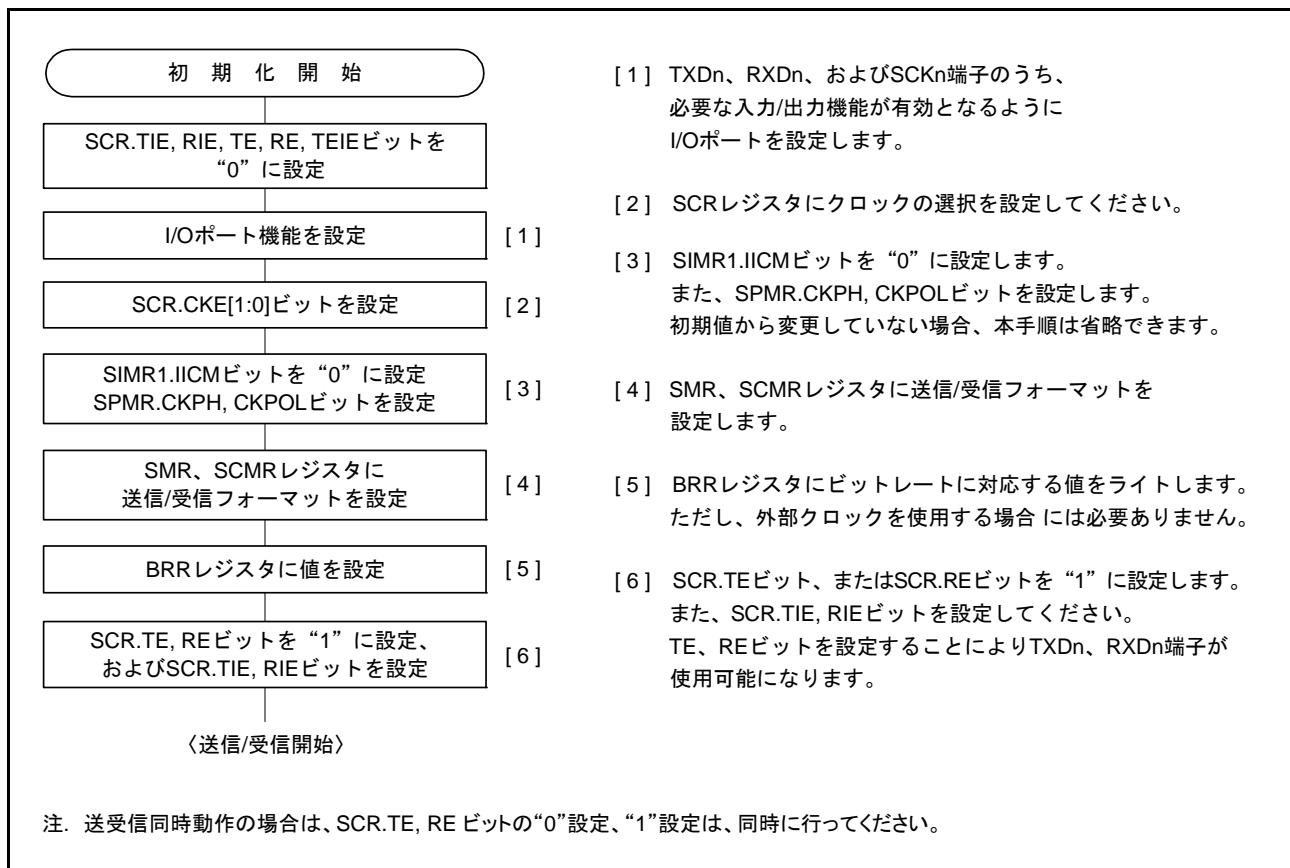 初 期 化 開 始
SCR.TIE, RIE, TE, RE, TEIEビットを
“0”に設定
I/Oポート機能を設定
[ 1 ]
SCR.CKE[1:0]ビットを設定
[ 2 ]
SIMR1.IICMビットを“0”に設定
SPMR.CKPH, CKPOLビットを設定
[ 3 ]
SMR、SCMRレジスタに
送信/受信フォーマットを設定
[ 4 ]
BRRレジスタに値を設定
[ 5 ]
SCR.TE, REビットを“1”に設定、
およびSCR.TIE, RIEビットを設定
[ 6 ]
〈送信/受信開始〉
[ 1 ] TXDn、RXDn、およびSCKn端子のうち、
必要な入力/出力機能が有効となるように
I/Oポートを設定します。
[ 2 ] SCRレジスタにクロックの選択を設定してください。
[ 3 ] SIMR1.IICMビットを“0”に設定します。
また、SPMR.CKPH, CKPOLビットを設定します。
初期値から変更していない場合、本手順は省略できます。
[ 4 ] SMR、SCMRレジスタに送信/受信フォーマットを
設定します。
[ 5 ] BRRレジスタにビットレートに対応する値をライトします。
ただし、外部クロックを使用する場合 には必要ありません。
[ 6 ] SCR.TEビット、またはSCR.REビットを“1”に設定します。
また、SCR.TIE, RIEビットを設定してください。
TE、REビットを設定することによりTXDn、RXDn端子が
使用可能になります。
注. 送受信同時動作の場合は、SCR.TE, RE ビットの“0”設定、“1”設定は、同時に行ってください。